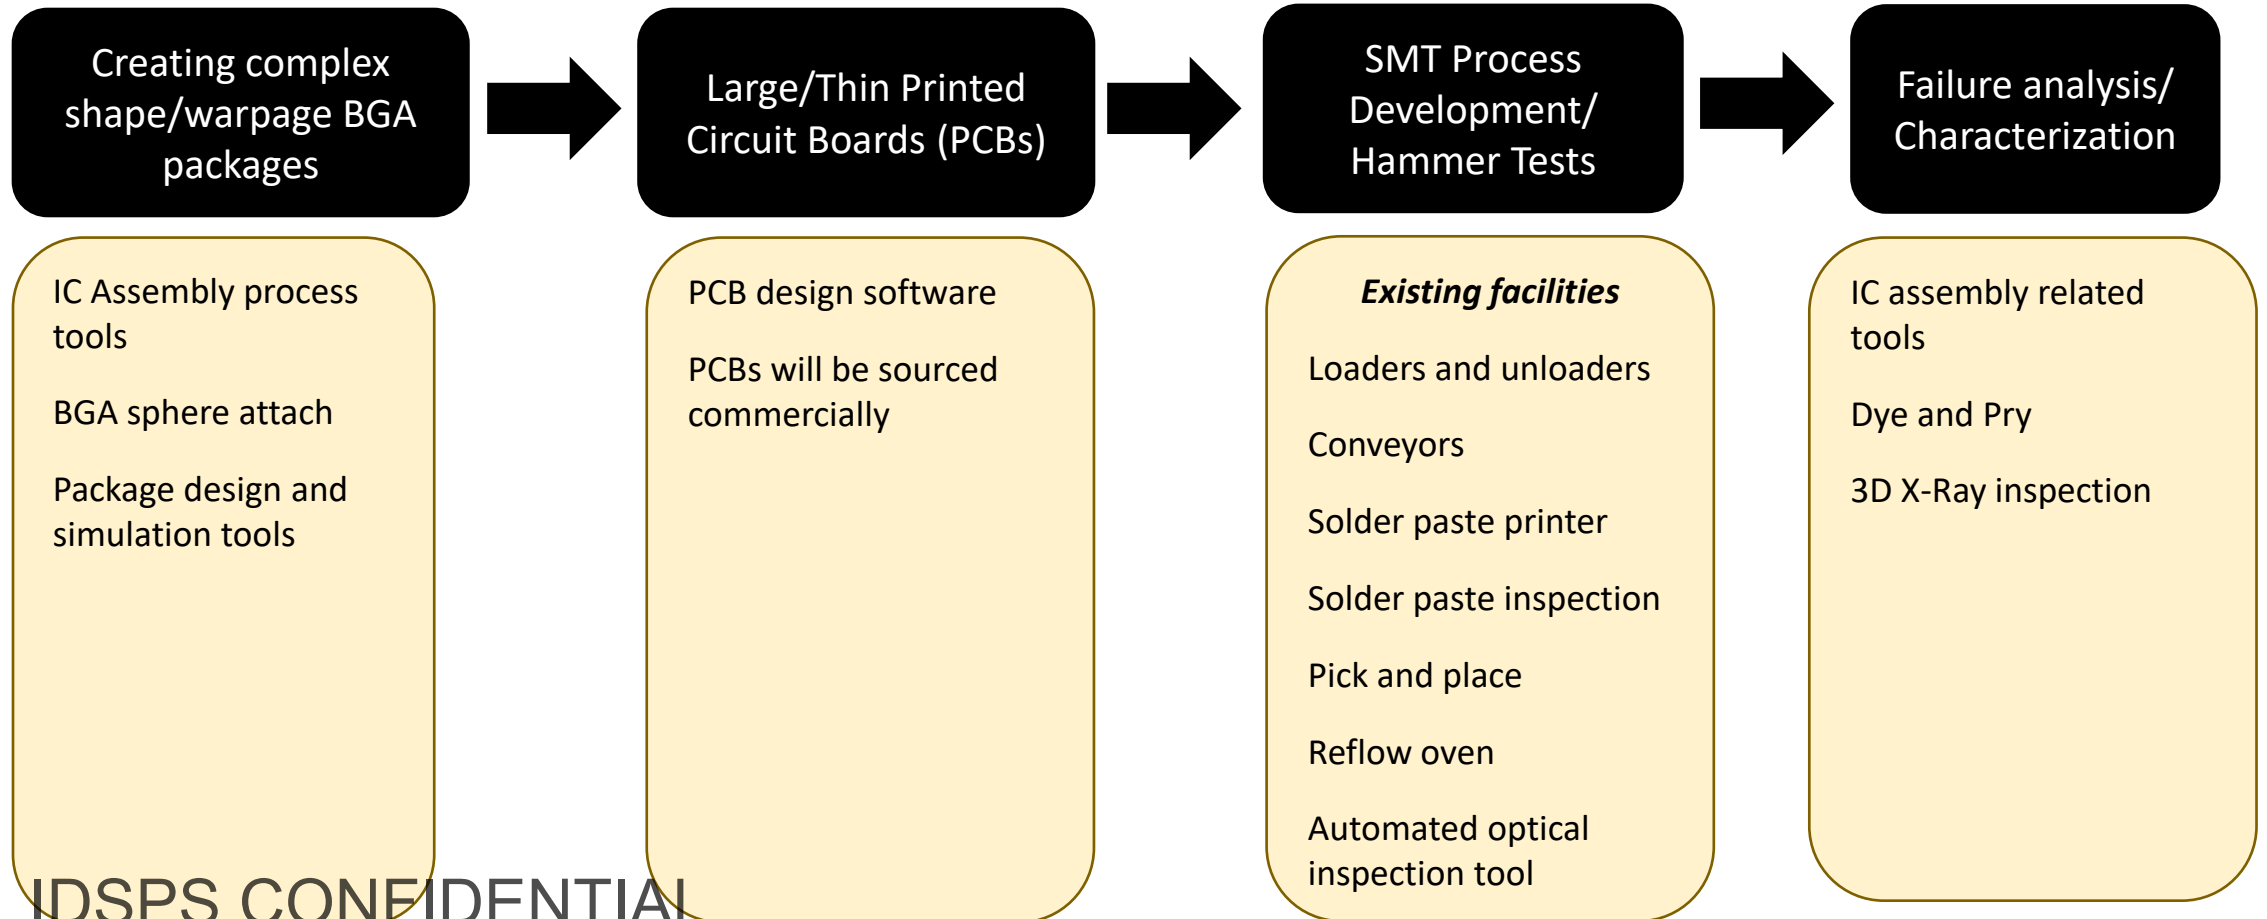 Creating complex
shape/warpage BGA
packages
Large/Thin Printed
Circuit Boards (PCBs)
SMT Process
Development/
Hammer Tests
Failure analysis/
Characterization
IC Assembly process
tools
BGA sphere attach
Package design and
simulation tools
PCB design software
PCBs will be sourced
commercially
Existing facilities
Loaders and unloaders
Conveyors
Solder paste printer
Solder paste inspection
Pick and place
Reflow oven
Automated optical
inspection tool
IC assembly related
tools
Dye and Pry
3D X-Ray inspection
IDSPS CONFIDENTIAL